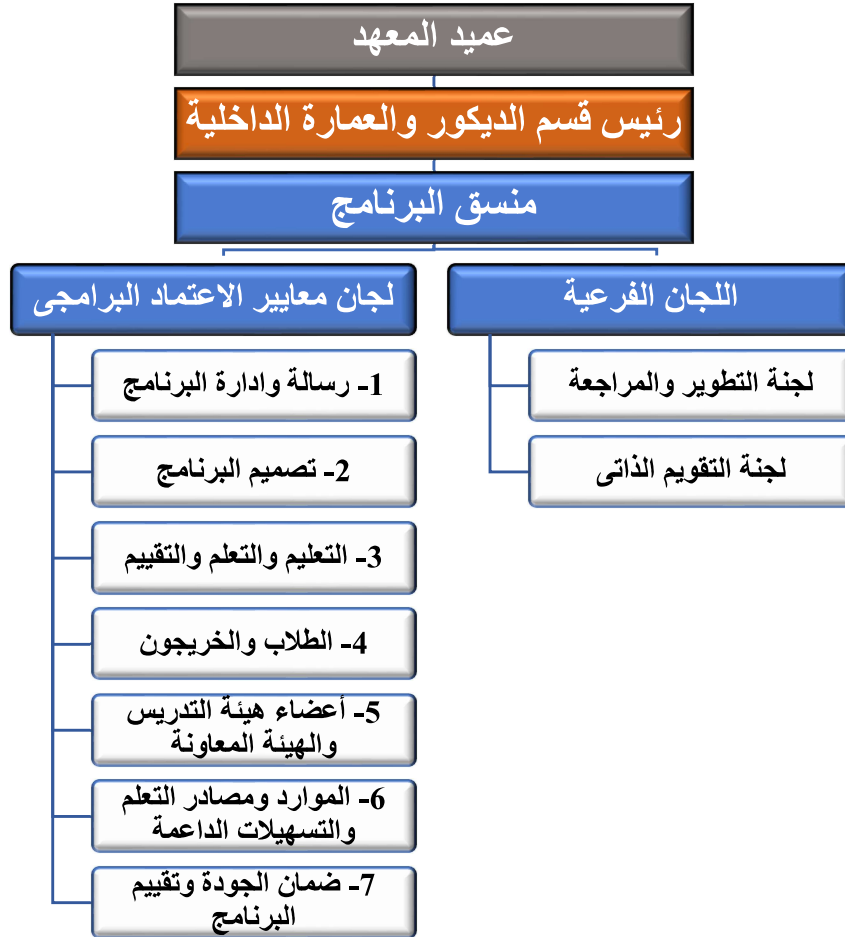 عميد المعهد
رئيس قسم الديكور والعمارة الداخلية
منسق البرنامج
اللجان الفرعية
لجنة التطوير والمراجعة
لجنة التقويم الذاتى
لجان معايير الاعتماد البرامجى
1- رسالة وادارة البرنامج
2- تصميم البرنامج
3- التعليم والتعلم والتقييم
4- الطلاب والخريجون
5- أعضاء هيئة التدريس
والهيئة المعاونة
6- الموارد ومصادر التعلم
والتسهيلات الداعمة
7- ضمان الجودة وتقييم
البرنامج